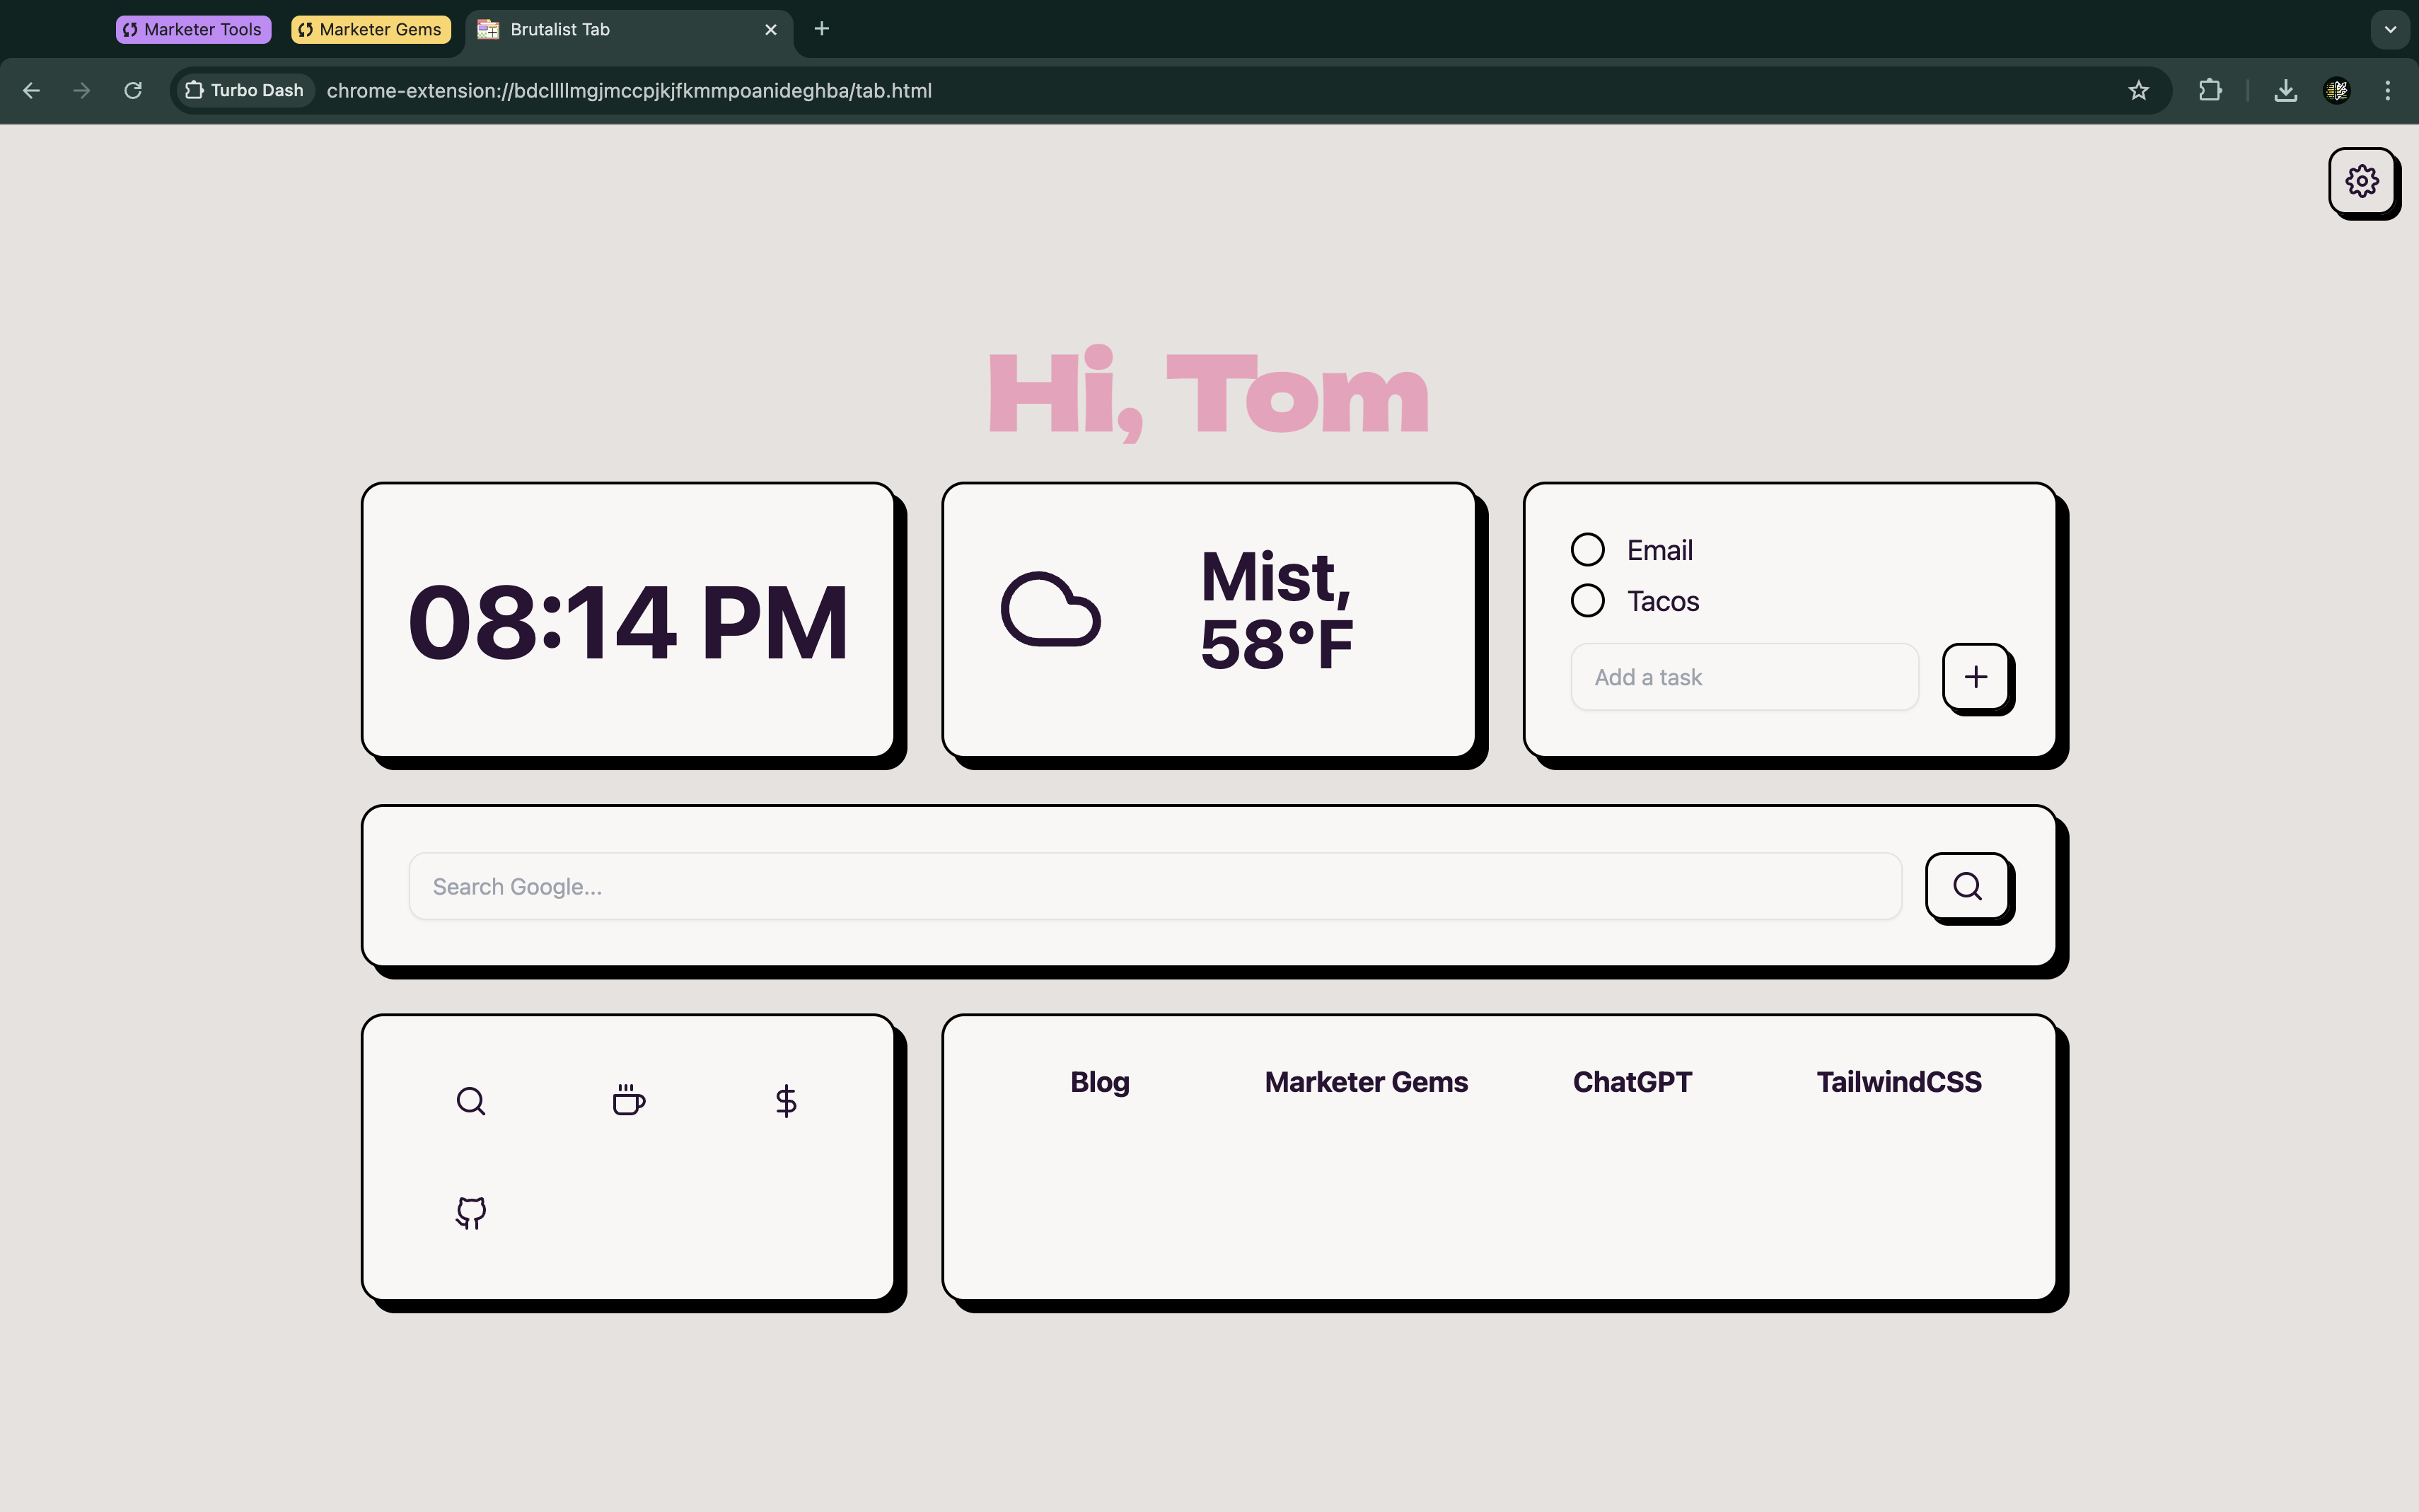 Marketer Tools
Marketer Gems
Brutalist Tab
Turbo Dash
chrome-extension://bdcllllmgjmccpjkjfkmmpoanideghba/tab.html
Hi, Tom
08:14 PM
Mist,
58°F
Email
Tacos
Add a task
Search Google...
Blog
Marketer Gems
ChatGPT
TailwindCSS